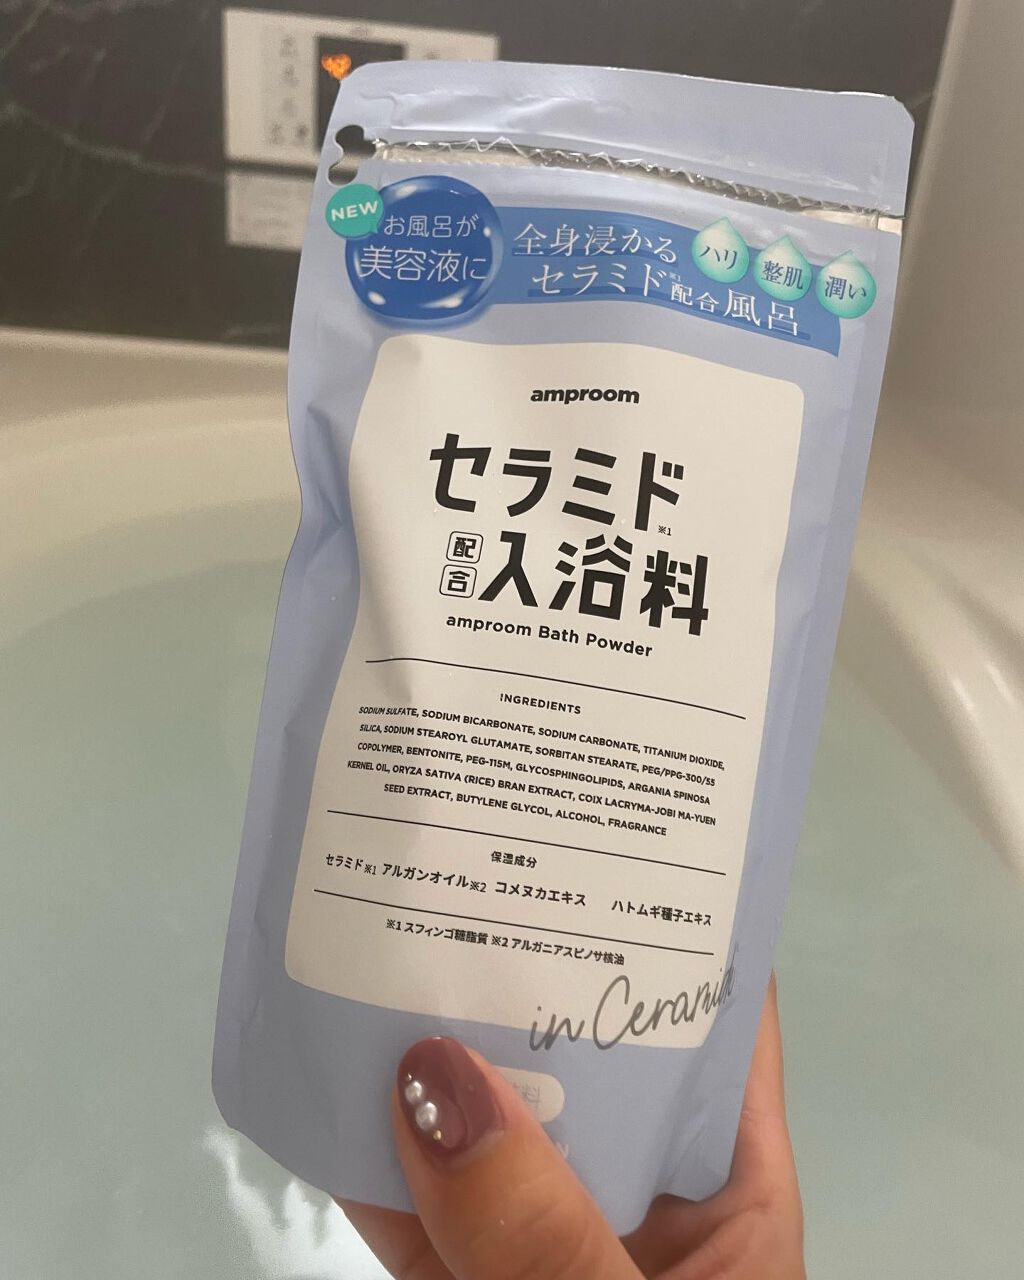 NEW
お風呂が
美容液に
全身浸かる
セラミド※1配合風呂
ハリ
整肌
潤い
amproom
セラミド※1
配合入浴料
amproom Bath Powder
INGREDIENTS
SODIUM SULFATE, SODIUM BICARBONATE, SODIUM CARBONATE, TITANIUM DIOXIDE,
SILICA, SODIUM STEAROYL GLUTAMATE, SORBITAN STEARATE, PEG/PPG-300/55
COPOLYMER, BENTONITE, PEG-115M, GLYCOSPHINGOLIPIDS, ARGANIA SPINOSA
KERNEL OIL, ORYZA SATIVA (RICE) BRAN EXTRACT, COIX LACRYMA-JOBI MA-YUEN
SEED EXTRACT, BUTYLENE GLYCOL, ALCOHOL, FRAGRANCE
保湿成分
セラミド※1 アルガンオイル※2 コメヌカエキス ハトムギ種子エキス
※1 スフィンゴ糖脂質 ※2 アルガニアスピノサ核油
in Ceramid